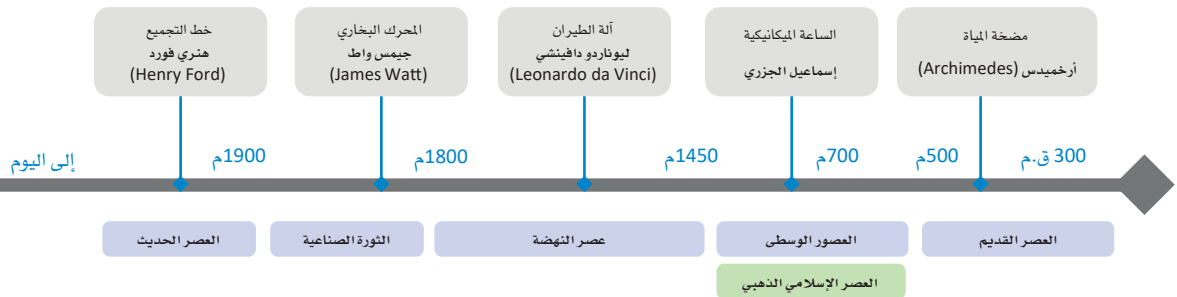 مضخة المياة
أرخميدس (Archimedes)
الساعة الميكانيكية
إسماعيل الجزري
آلة الطيران
ليوناردو دافينشي
(Leonardo da Vinci)
المحرك البخاري
جيمس واط
(James Watt)
خط التجميع
هنري فورد
(Henry Ford)
300 ق.م
500م
700م
1450م
1800م
1900م
إلى اليوم
العصر القديم
العصور الوسطى
عصر النهضة
الثورة الصناعية
العصر الحديث
العصر الإسلامي الذهبي